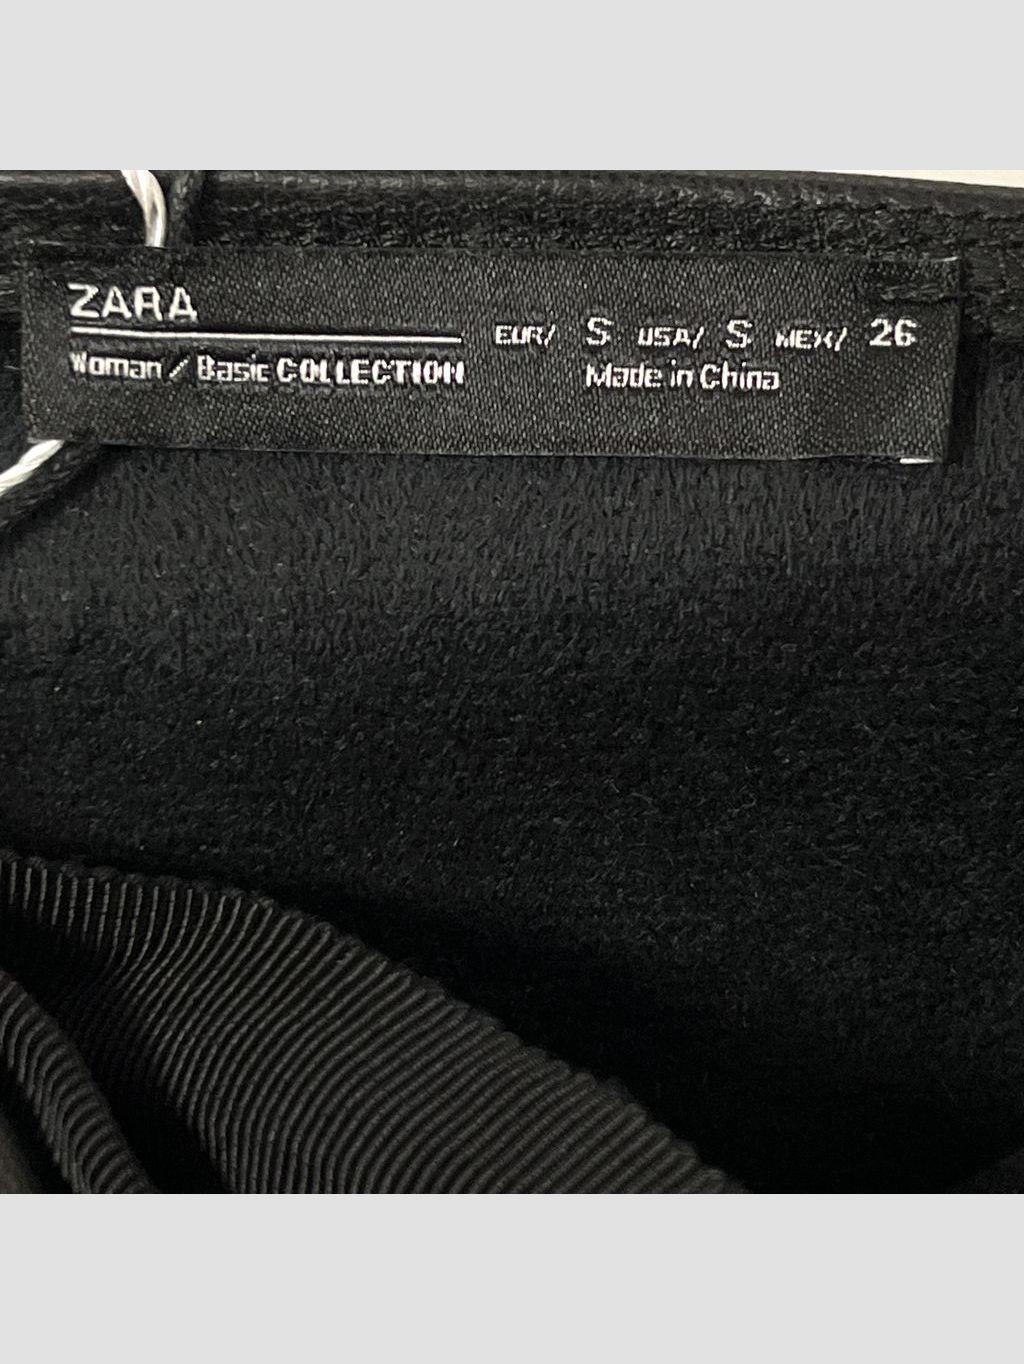 ZARA
Woman / Basic COLLECTION
EUR/ S USA/ S MEX/ 26
Made in China